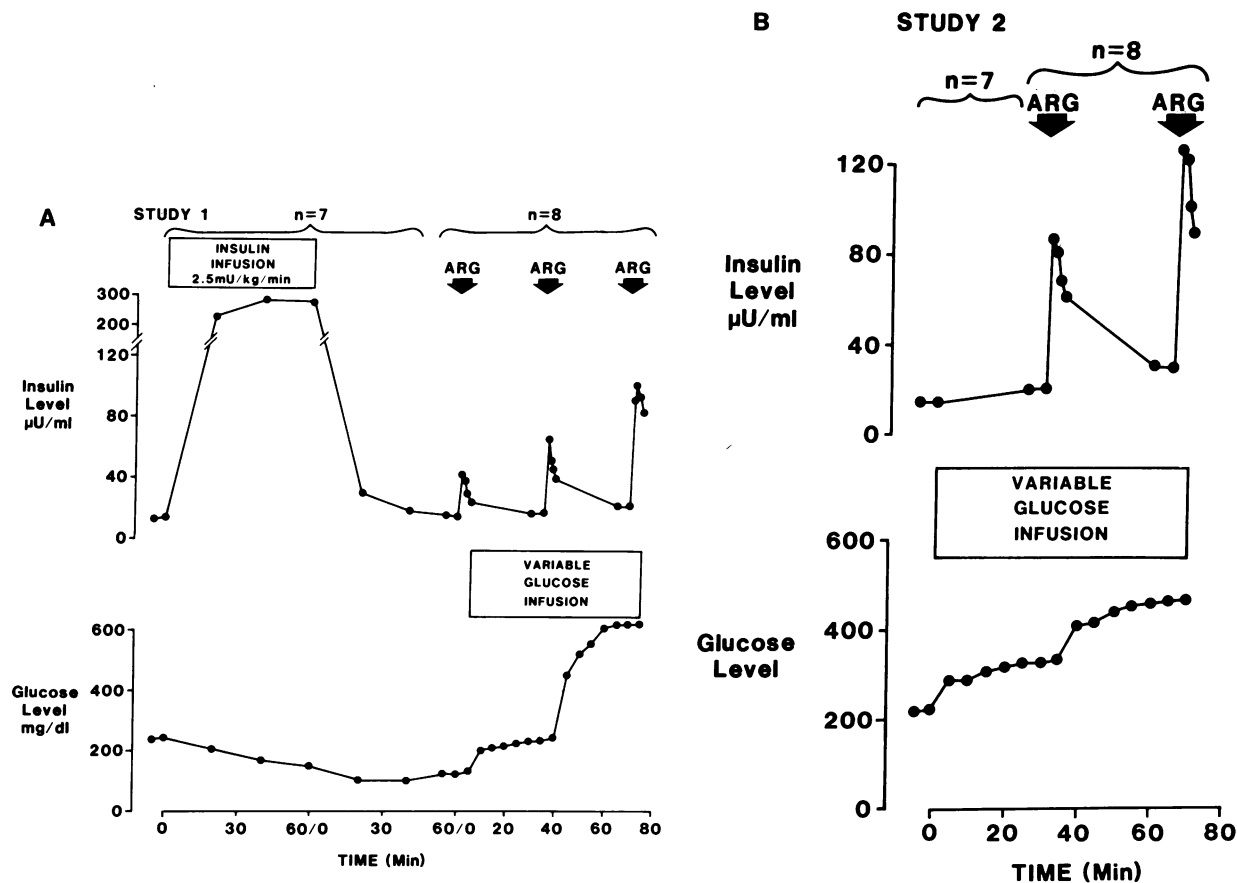 A
STUDY 1
n=7
n=8
INSULIN
INFUSION
2.5mU/kg/min
ARG
ARG
ARG
300
200
120
80
40
0
Insulin
Level
µU/ml
VARIABLE
GLUCOSE
INFUSION
600
400
200
0
Glucose
Level
mg/dl
0
30
60/0
30
60/0
20
40
60
80
TIME (Min)
B
STUDY 2
n=7
n=8
ARG
ARG
120
80
40
0
Insulin
Level
µU/ml
VARIABLE
GLUCOSE
INFUSION
600
400
200
0
Glucose
Level
0
20
40
60
80
TIME (Min)